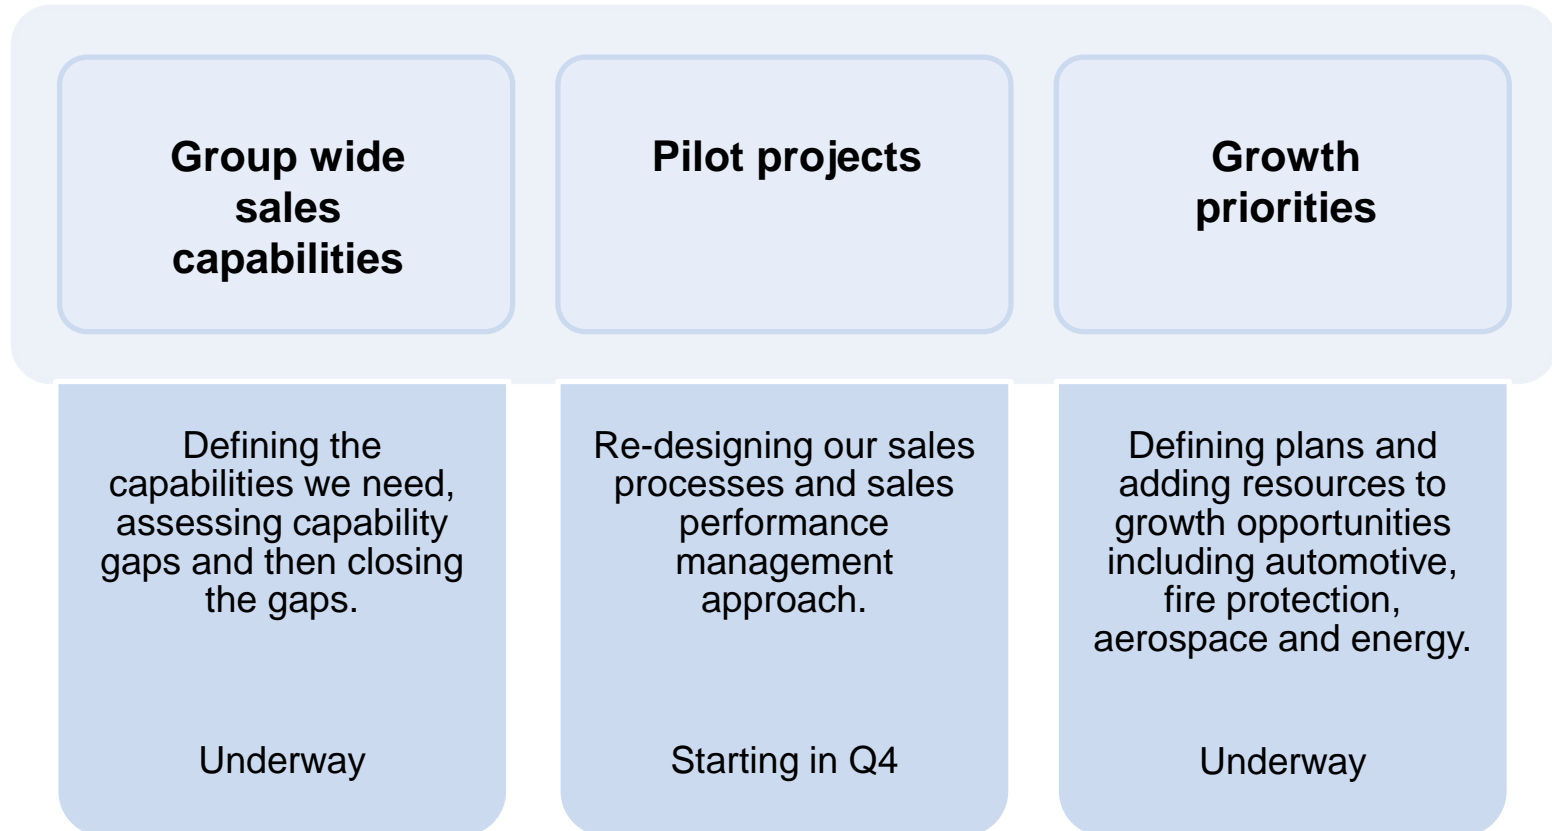 Group wide
sales
capabilities
Defining the
capabilities we need,
assessing capability
gaps and then closing
the gaps.
Underway
Pilot projects
Re-designing our sales
processes and sales
performance
management
approach.
Starting in Q4
Growth
priorities
Defining plans and
adding resources to
growth opportunities
including automotive,
fire protection,
aerospace and energy.
Underway